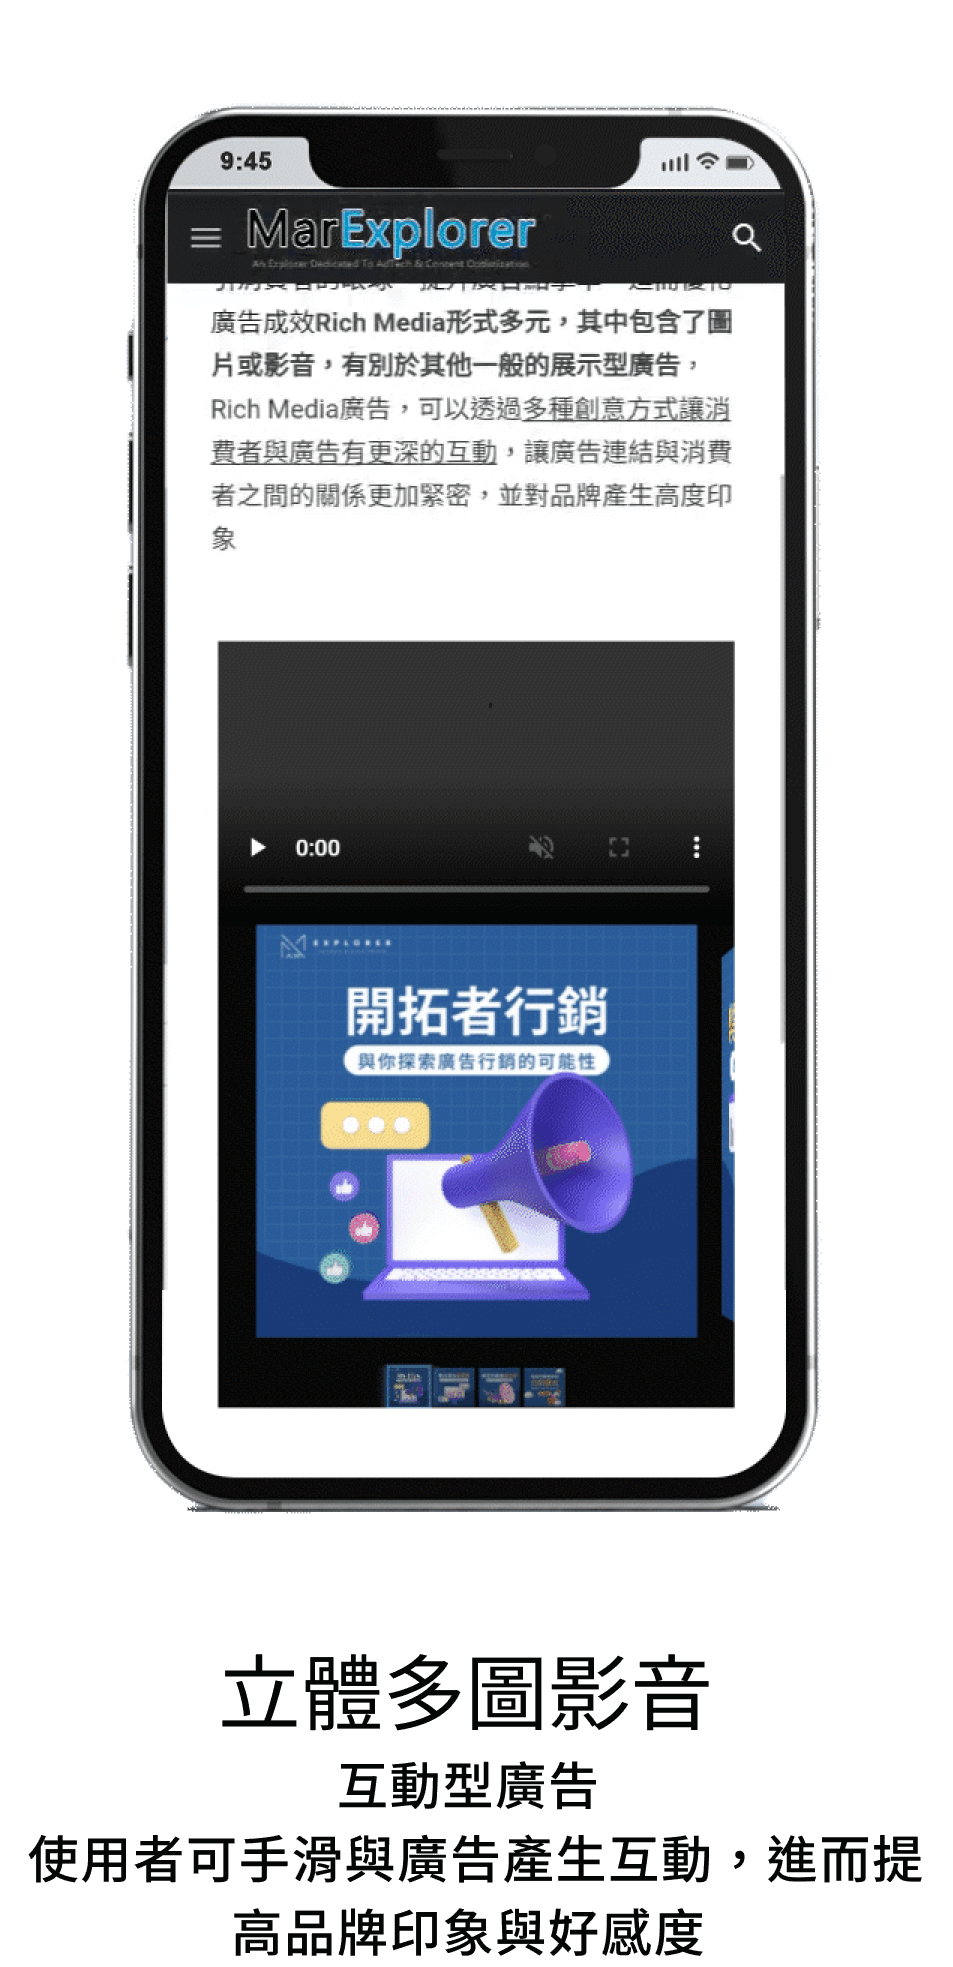 9:45
MarExplorer
An Explorer Dedicated To AdTech & Content Optimization
廣告成效Rich Media形式多元，其中包含了圖
片或影音，有別於其他一般的展示型廣告，
Rich Media廣告，可以透過多種創意方式讓消
費者與廣告有更深的互動，讓廣告連結與消費
者之間的關係更加緊密，並對品牌產生高度印
象
0:00
EXPLORER
開拓者行銷
與你探索廣告行銷的可能性
立體多圖影音
互動型廣告
使用者可手滑與廣告產生互動，進而提
高品牌印象與好感度